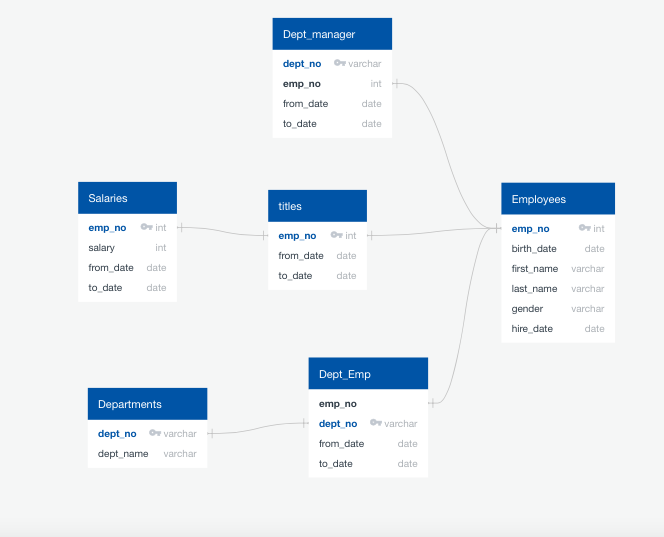 Dept_manager
dept_no varchar
emp_no int
from_date date
to_date date
Salaries
emp_no int
salary int
from_date date
to_date date
titles
emp_no int
from_date date
to_date date
Employees
emp_no int
birth_date date
first_name varchar
last_name varchar
gender varchar
hire_date date
Departments
dept_no varchar
dept_name varchar
Dept_Emp
emp_no
dept_no varchar
from_date date
to_date date